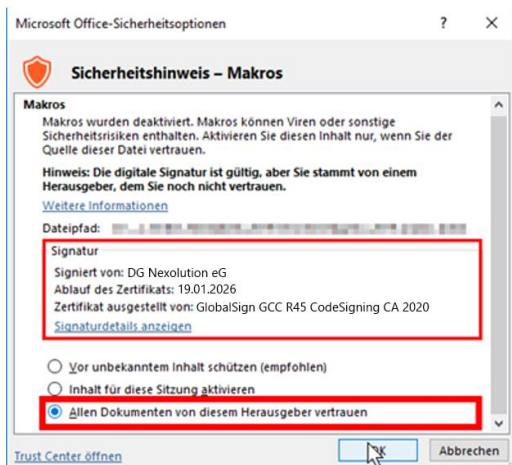 Microsoft Office-Sicherheitsoptionen
?
Sicherheitshinweis – Makros
Makros
Makros wurden deaktiviert. Makros können Viren oder sonstige
Sicherheitsrisiken enthalten. Aktivieren Sie diesen Inhalt nur, wenn Sie der
Quelle dieser Datei vertrauen.
Hinweis: Die digitale Signatur ist gültig, aber Sie stammt von einem
Herausgeber, dem Sie noch nicht vertrauen.
Weitere Informationen
Dateipfad:
Signatur
Signiert von: DG Nexolution eG
Ablauf des Zertifikats: 19.01.2026
Zertifikat ausgestellt von: GlobalSign GCC R45 CodeSigning CA 2020
Signaturdetails anzeigen
Vor unbekanntem Inhalt schützen (empfohlen)
Inhalt für diese Sitzung aktivieren
Allen Dokumenten von diesem Herausgeber vertrauen
Trust Center öffnen
OK
Abbrechen